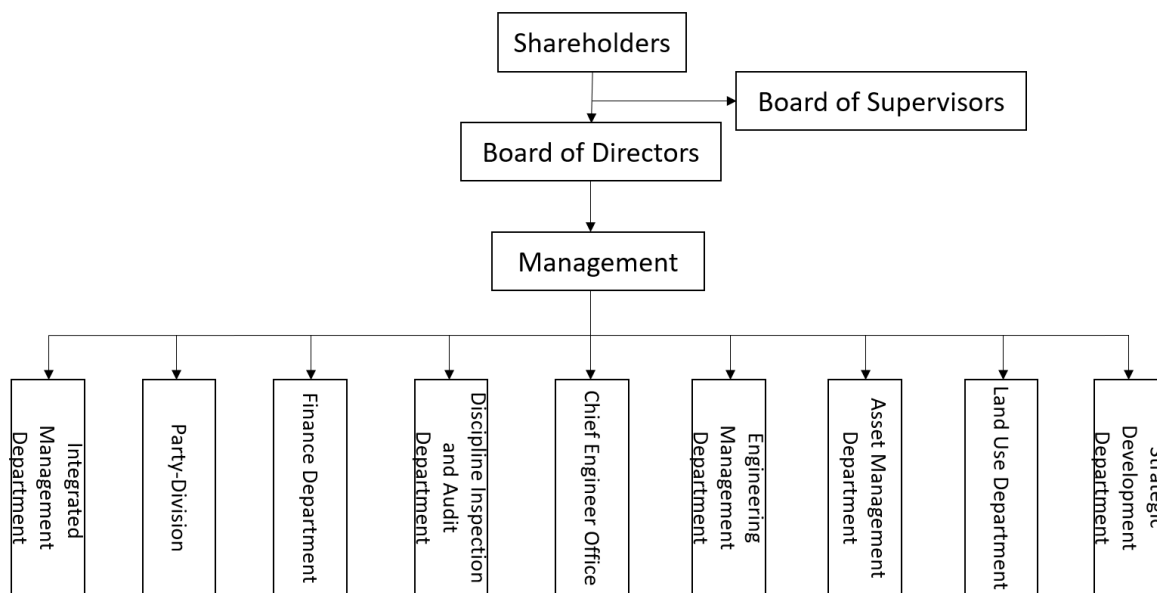 Shareholders
Board of Supervisors
Board of Directors
Management
Integrated
Management
Department
Party-Division
Finance Department
Discipline Inspection
and Audit
Department
Chief Engineer Office
Engineering
Management
Department
Asset Management
Department
Land Use Department
Strategic
Development
Department